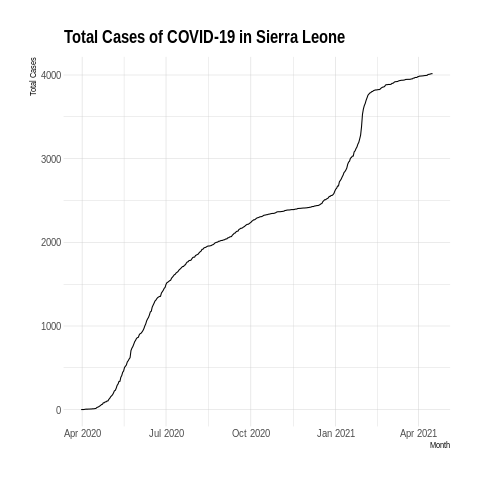 Total Cases of COVID-19 in Sierra Leone
Total Cases
4000
3000
2000
1000
0
Apr 2020 Jul 2020 Oct 2020 Jan 2021 Apr 2021
Month